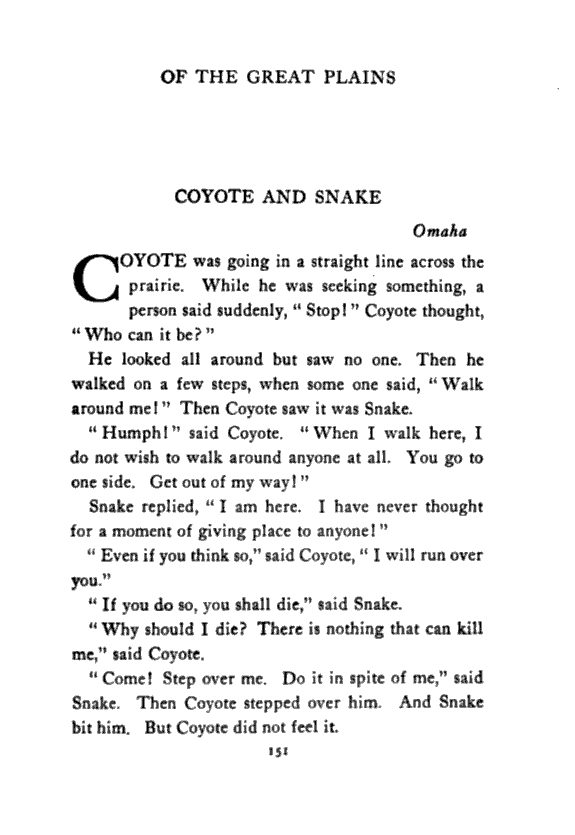 OF THE GREAT PLAINS
COYOTE AND SNAKE
Omaha
COYOTE was going in a straight line across the
prairie. While he was seeking something, a
person said suddenly, “ Stop! ” Coyote thought,
“ Who can it be? ”
He looked all around but saw no one. Then he
walked on a few steps, when some one said, “ Walk
around me! ” Then Coyote saw it was Snake.
“ Humph! ” said Coyote. “ When I walk here, I
do not wish to walk around anyone at all. You go to
one side. Get out of my way! ”
Snake replied, “ I am here. I have never thought
for a moment of giving place to anyone! ”
“ Even if you think so,” said Coyote, “ I will run over
you.”
“ If you do so, you shall die,” said Snake.
“ Why should I die? There is nothing that can kill
me,” said Coyote.
“ Come! Step over me. Do it in spite of me,” said
Snake. Then Coyote stepped over him. And Snake
bit him. But Coyote did not feel it.
151